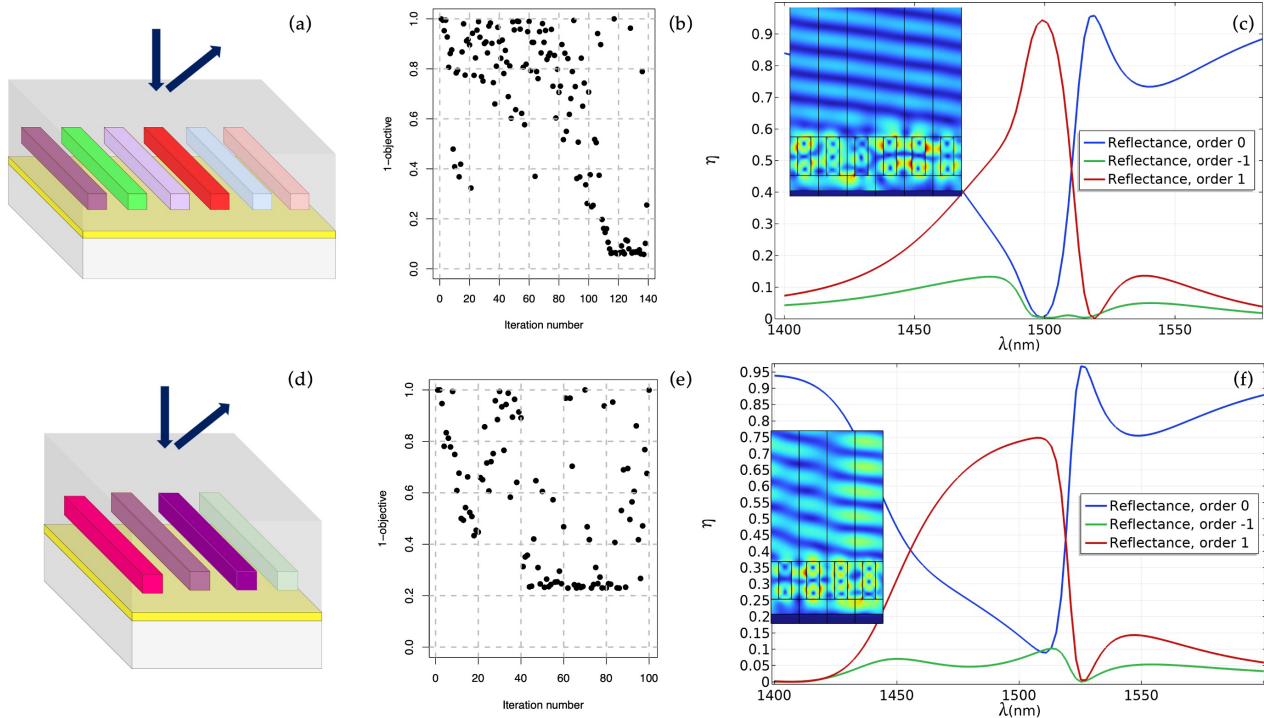 (a)
(b)
1−objective
1.0
0.8
0.6
0.4
0.2
0.0
0 20 40 60 80 100 120 140
Iteration number
(c)
η
0.9
0.8
0.7
0.6
0.5
0.4
0.3
0.2
0.1
0
Reflectance, order 0
Reflectance, order -1
Reflectance, order 1
1400 1450 1500 1550
λ(nm)
(d)
(e)
1−objective
1.0
0.8
0.6
0.4
0.2
0.0
0 20 40 60 80 100
Iteration number
(f)
η
0.95
0.9
0.85
0.8
0.75
0.7
0.65
0.6
0.55
0.5
0.45
0.4
0.35
0.3
0.25
0.2
0.15
0.1
0.05
0
Reflectance, order 0
Reflectance, order -1
Reflectance, order 1
1400 1450 1500 1550
λ(nm)